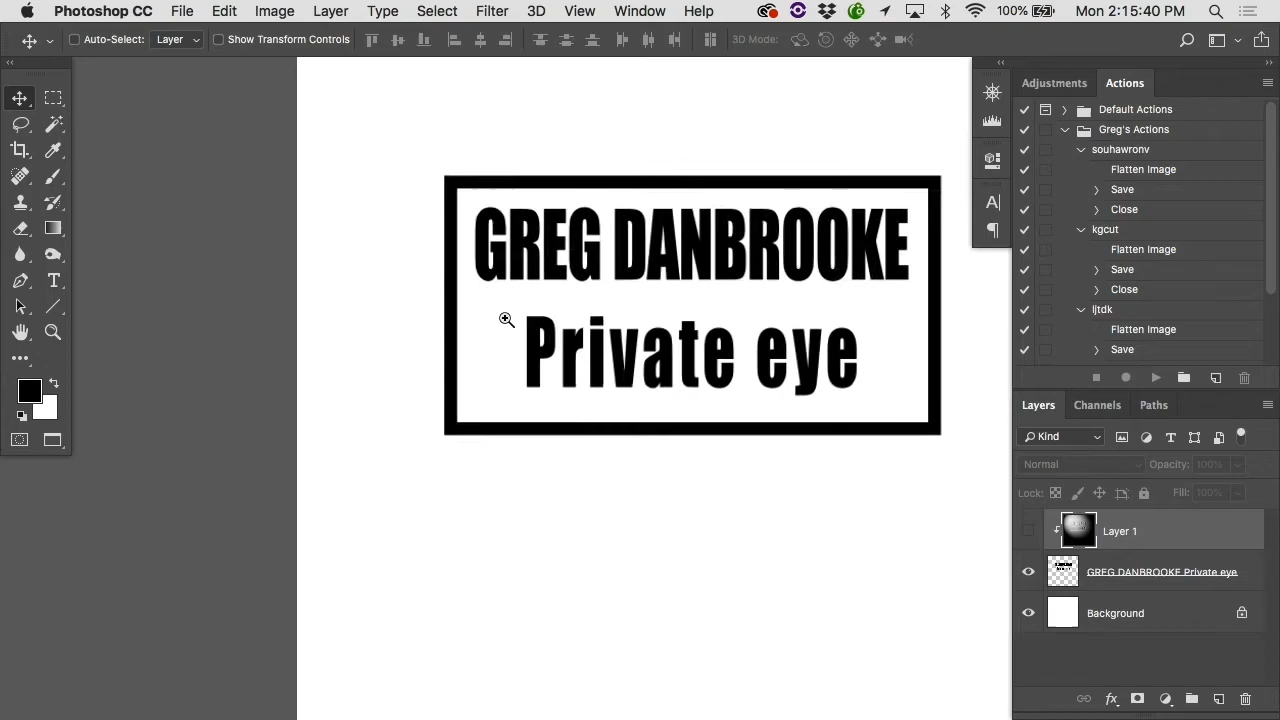 Photoshop CC File Edit Image Layer Type Select Filter 3D View Window Help 100% Mon 2:15:40 PM
Auto-Select: Layer Show Transform Controls 3D Mode:
Adjustments Actions
Default Actions
Greg's Actions
souhawronv
Flatten Image
Save
Close
kgcut
Flatten Image
Save
Close
ljtdk
Flatten Image
Save
GREG DANBROOKE
Private eye
Layers Channels Paths
Kind
Normal Opacity: 100%
Lock: Fill: 100%
Layer 1
GREG DANBROOKE Private eye
Background